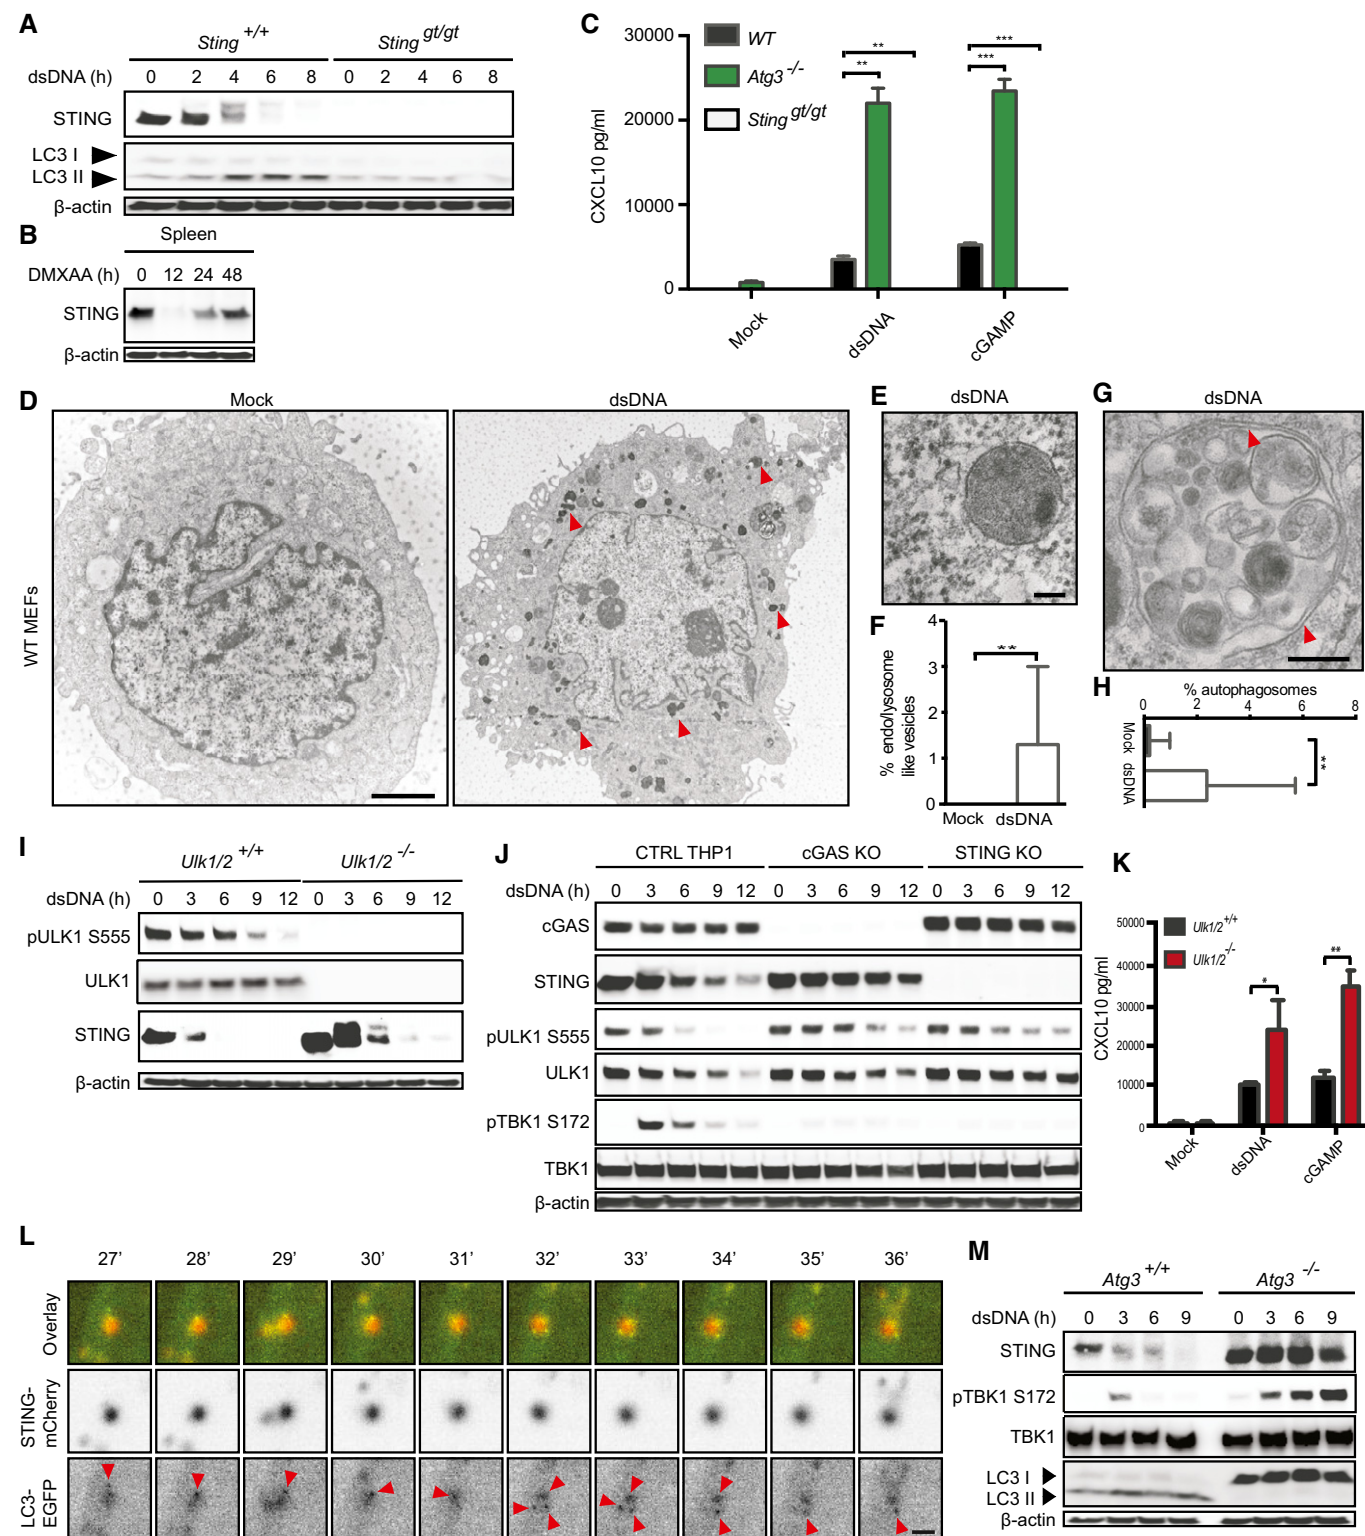 A
Sting +/+ Sting gt/gt
dsDNA (h) 0 2 4 6 8 0 2 4 6 8
STING
LC3 I
LC3 II
β-actin
B
Spleen
DMXAA (h) 0 12 24 48
STING
β-actin
C
CXCL10 pg/ml
30000
20000
10000
0
WT
Atg3 -/-
Sting gt/gt
** ***
** ***
Mock dsDNA cGAMP
D
Mock dsDNA
WT MEFs
E
dsDNA
F
% endo/lysosome
like vesicles
4
3
2
1
0
**
Mock dsDNA
G
dsDNA
H
% autophagosomes
0 2 4 6 8
Mock
dsDNA
**
I
Ulk1/2 +/+ Ulk1/2 -/-
dsDNA (h) 0 3 6 9 12 0 3 6 9 12
pULK1 S555
ULK1
STING
β-actin
J
CTRL THP1 cGAS KO STING KO
dsDNA (h) 0 3 6 9 12 0 3 6 9 12 0 3 6 9 12
cGAS
STING
pULK1 S555
ULK1
pTBK1 S172
TBK1
β-actin
K
CXCL10 pg/ml
50000
40000
30000
20000
10000
0
Ulk1/2+/+
Ulk1/2-/-
* **
Mock dsDNA cGAMP
L
27’ 28’ 29’ 30’ 31’ 32’ 33’ 34’ 35’ 36’
Overlay
STING-
mCherry
LC3-
EGFP
M
Atg3 +/+ Atg3 -/-
dsDNA (h) 0 3 6 9 0 3 6 9
STING
pTBK1 S172
TBK1
LC3 I
LC3 II
β-actin